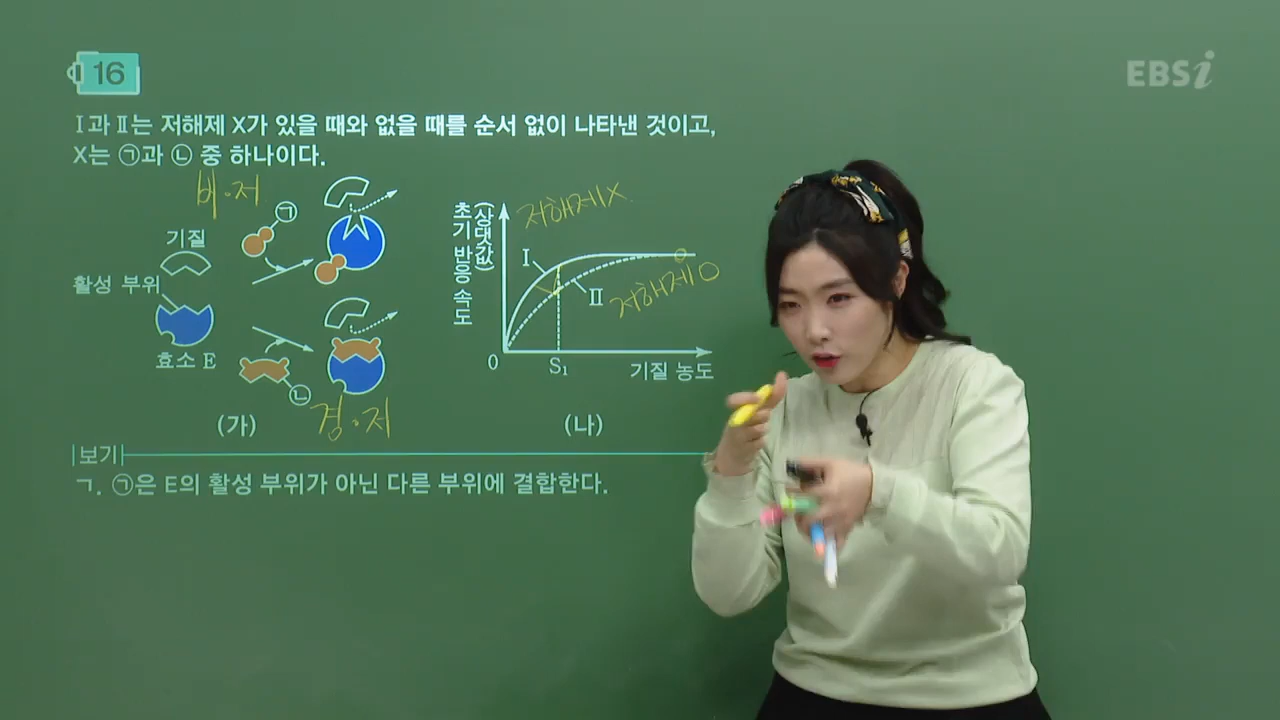 16
EBSi
Ⅰ과 Ⅱ는 저해제 X가 있을 때와 없을 때를 순서 없이 나타낸 것이고,
X는 ㉠과 ㉡ 중 하나이다.
비·저
㉠
기질
활성 부위
효소 E
㉡
경·저
(가)
초기 반응 속도
(상댓값)
저해제X
Ⅰ
Ⅱ
저해제O
0
S₁
기질 농도
(나)
보기
ㄱ. ㉠은 E의 활성 부위가 아닌 다른 부위에 결합한다.